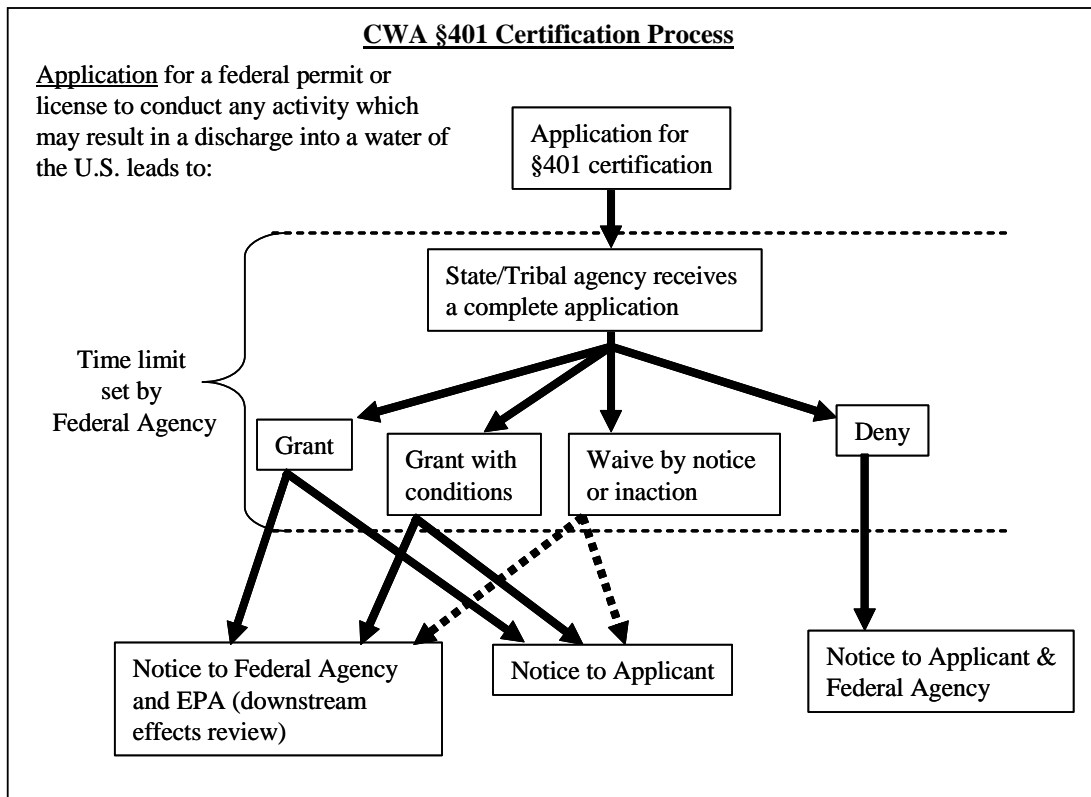 CWA §401 Certification Process
Application for a federal permit or
license to conduct any activity which
may result in a discharge into a water of
the U.S. leads to:
Application for
§401 certification
State/Tribal agency receives
a complete application
Time limit
set by
Federal Agency
Grant
Grant with
conditions
Waive by notice
or inaction
Deny
Notice to Federal Agency
and EPA (downstream
effects review)
Notice to Applicant
Notice to Applicant &
Federal Agency